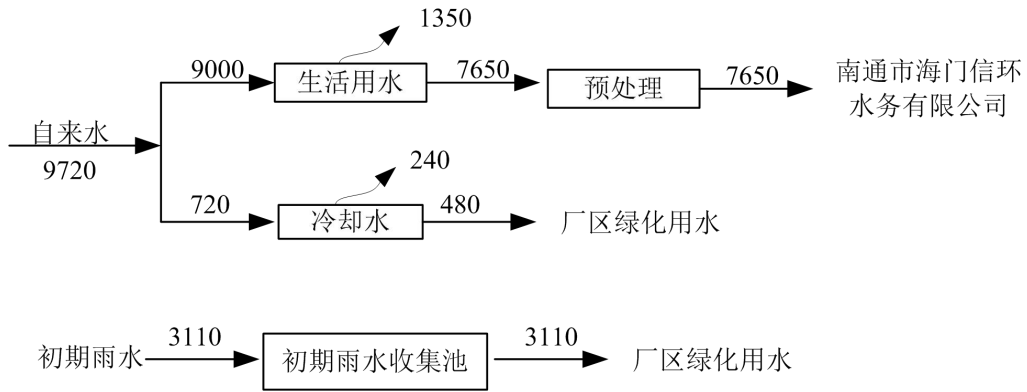 1350
9000
生活用水
7650
预处理
7650
南通市海门信环
水务有限公司
自来水
9720
240
720
冷却水
480
厂区绿化用水
初期雨水
3110
初期雨水收集池
3110
厂区绿化用水